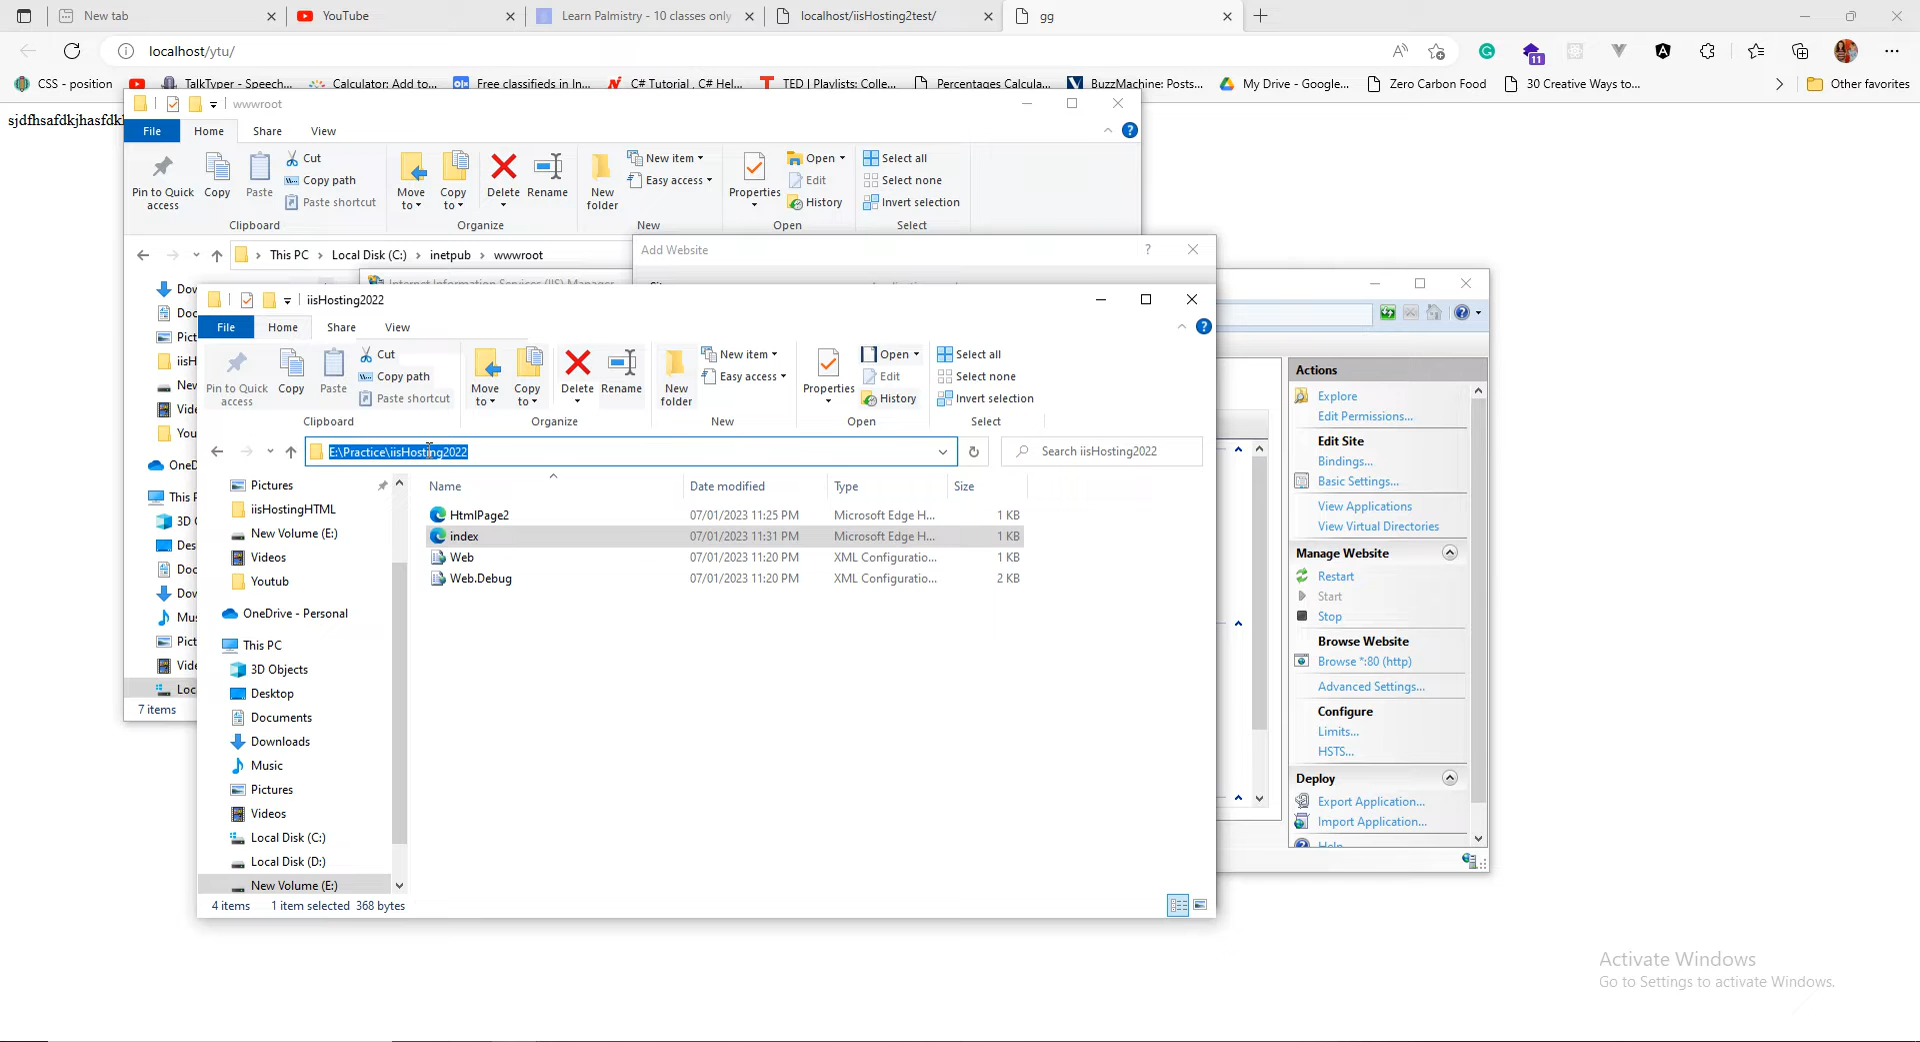 New tab
YouTube
Learn Palmistry - 10 classes only
localhost/iisHosting2test/
gg
localhost/ytu/
11
CSS - position
TalkTyper - Speech...
Calculator: Add to...
Free classifieds in In...
C# Tutorial , C# Hel...
TED | Playlists: Colle...
Percentages Calcula...
BuzzMachine: Posts...
My Drive - Google...
Zero Carbon Food
30 Creative Ways to...
Other favorites
wwwroot
File
Home
Share
View
Pin to Quick access
Copy
Paste
Cut
Copy path
Paste shortcut
Clipboard
Move to
Copy to
Delete
Rename
Organize
New folder
New item
Easy access
New
Properties
Open
Edit
History
Open
Select all
Select none
Invert selection
Select
This PC > Local Disk (C:) > inetpub > wwwroot
7 items
Add Website
Internet Information Services (IIS) Manager
iisHosting2022
File
Home
Share
View
Pin to Quick access
Copy
Paste
Cut
Copy path
Paste shortcut
Clipboard
Move to
Copy to
Delete
Rename
Organize
New folder
New item
Easy access
New
Properties
Open
Edit
History
Open
Select all
Select none
Invert selection
Select
E:\Practice\iisHosting2022
Search iisHosting2022
Pictures
iisHostingHTML
New Volume (E:)
Videos
Youtub
OneDrive - Personal
This PC
3D Objects
Desktop
Documents
Downloads
Music
Pictures
Videos
Local Disk (C:)
Local Disk (D:)
New Volume (E:)
Name Date modified Type Size
HtmlPage2 07/01/2023 11:25 PM Microsoft Edge H... 1 KB
index 07/01/2023 11:31 PM Microsoft Edge H... 1 KB
Web 07/01/2023 11:20 PM XML Configuratio... 1 KB
Web.Debug 07/01/2023 11:20 PM XML Configuratio... 2 KB
4 items 1 item selected 368 bytes
Actions
Explore
Edit Permissions...
Edit Site
Bindings...
Basic Settings...
View Applications
View Virtual Directories
Manage Website
Restart
Start
Stop
Browse Website
Browse *:80 (http)
Advanced Settings...
Configure
Limits...
HSTS...
Deploy
Export Application...
Import Application...
Help
Activate Windows
Go to Settings to activate Windows.